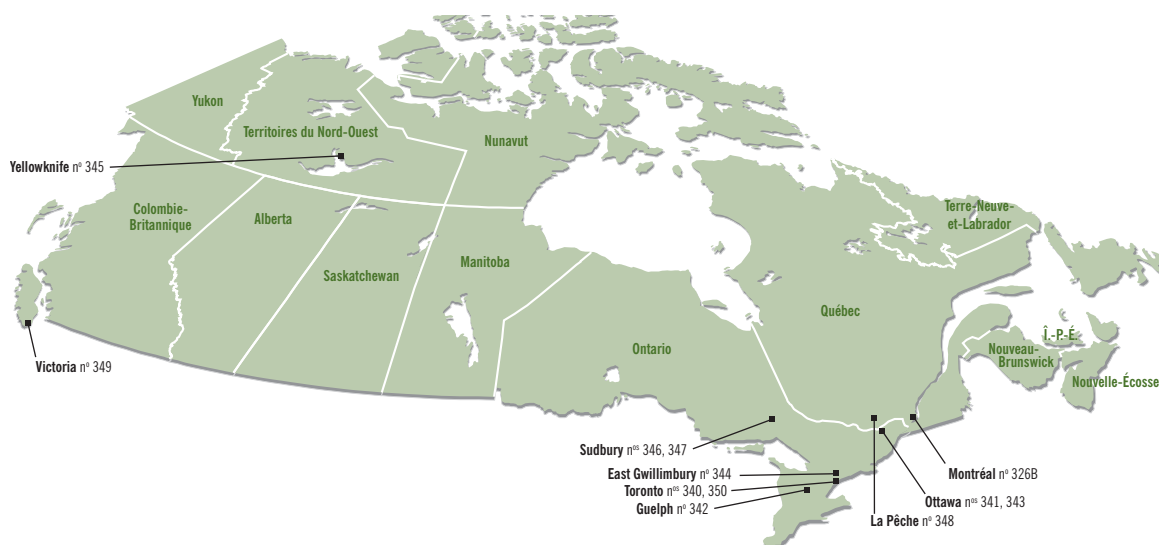 Yukon
Territoires du Nord-Ouest
Nunavut
Yellowknife nº 345
Colombie-
Britannique
Alberta
Terre-Neuve-
et-Labrador
Saskatchewan
Manitoba
Québec
Î.-P.-É.
Ontario
Nouveau-
Brunswick
Victoria nº 349
Nouvelle-Écosse
Sudbury nºˢ 346, 347
East Gwillimbury nº 344
Montréal nº 326B
Toronto nºˢ 340, 350
Ottawa nºˢ 341, 343
Guelph nº 342
La Pêche nº 348